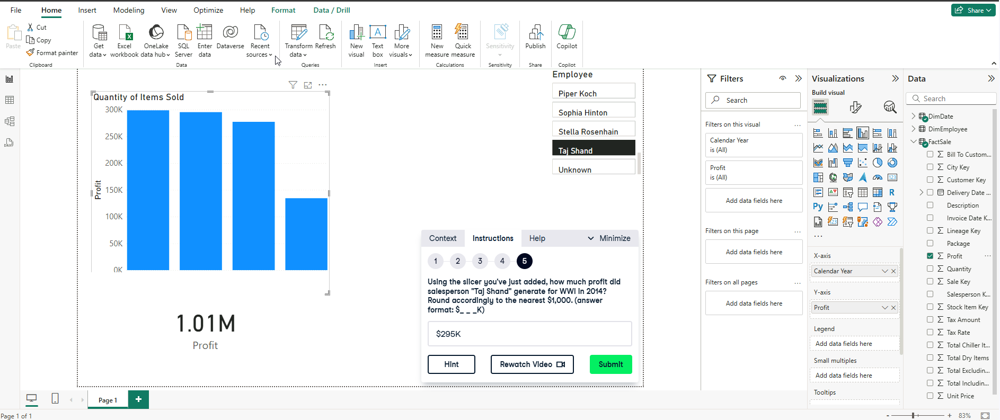 File Home Insert Modeling View Optimize Help Format Data / Drill Share
Paste Cut
Copy
Format painter
Clipboard
Get data
Excel workbook
OneLake data hub
SQL Server
Enter data
Dataverse
Recent sources
Data
Transform data
Refresh
Queries
New visual
Text box
More visuals
Insert
New measure
Quick measure
Calculations
Sensitivity
Sensitivity
Publish
Share
Copilot
Copilot
Quantity of Items Sold
300K
250K
200K
150K
100K
50K
0K
Profit
1.01M
Profit
Employee
Piper Koch
Sophia Hinton
Stella Rosenhain
Taj Shand
Unknown
Context Instructions Help Minimize
1 2 3 4 5
Using the slicer you've just added, how much profit did
salesperson "Taj Shand" generate for WWI in 2014?
Round accordingly to the nearest $1,000. (answer
format: $_ _ _K)
$295K
Hint Rewatch Video Submit
Filters
Search
Filters on this visual ...
Calendar Year
is (All)
Profit
is (All)
Add data fields here
Filters on this page ...
Add data fields here
Filters on all pages ...
Add data fields here
Visualizations
Build visual
123
R
Py
...
X-axis
Calendar Year
Y-axis
Profit
Legend
Add data fields here
Small multiples
Add data fields here
Tooltips
Data
Search
DimDate
DimEmployee
FactSale
Bill To Custom...
City Key
Customer Key
Delivery Date ...
Description
Invoice Date K...
Lineage Key
Package
Profit ...
Quantity
Sale Key
Salesperson K...
Stock Item Key
Tax Amount
Tax Rate
Total Chiller It...
Total Dry Items
Total Excludin...
Total Includin...
Unit Price
Page 1 +
Page 1 of 1
- + 83%